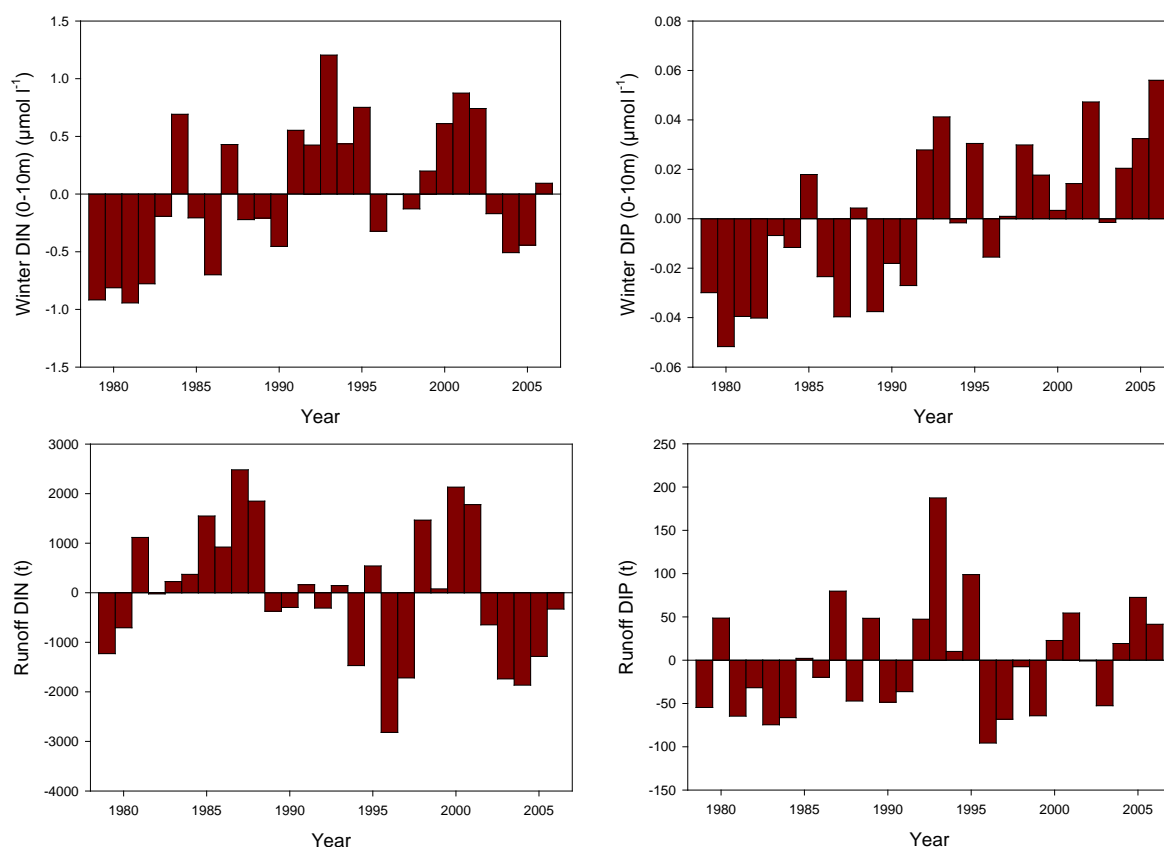 Winter DIN (0-10m) (µmol l⁻¹)
1.5
1.0
0.5
0.0
-0.5
-1.0
-1.5
1980 1985 1990 1995 2000 2005
Year
Winter DIP (0-10m) (µmol l⁻¹)
0.08
0.06
0.04
0.02
0.00
-0.02
-0.04
-0.06
1980 1985 1990 1995 2000 2005
Year
Runoff DIN (t)
3000
2000
1000
0
-1000
-2000
-3000
-4000
1980 1985 1990 1995 2000 2005
Year
Runoff DIP (t)
250
200
150
100
50
0
-50
-100
-150
1980 1985 1990 1995 2000 2005
Year